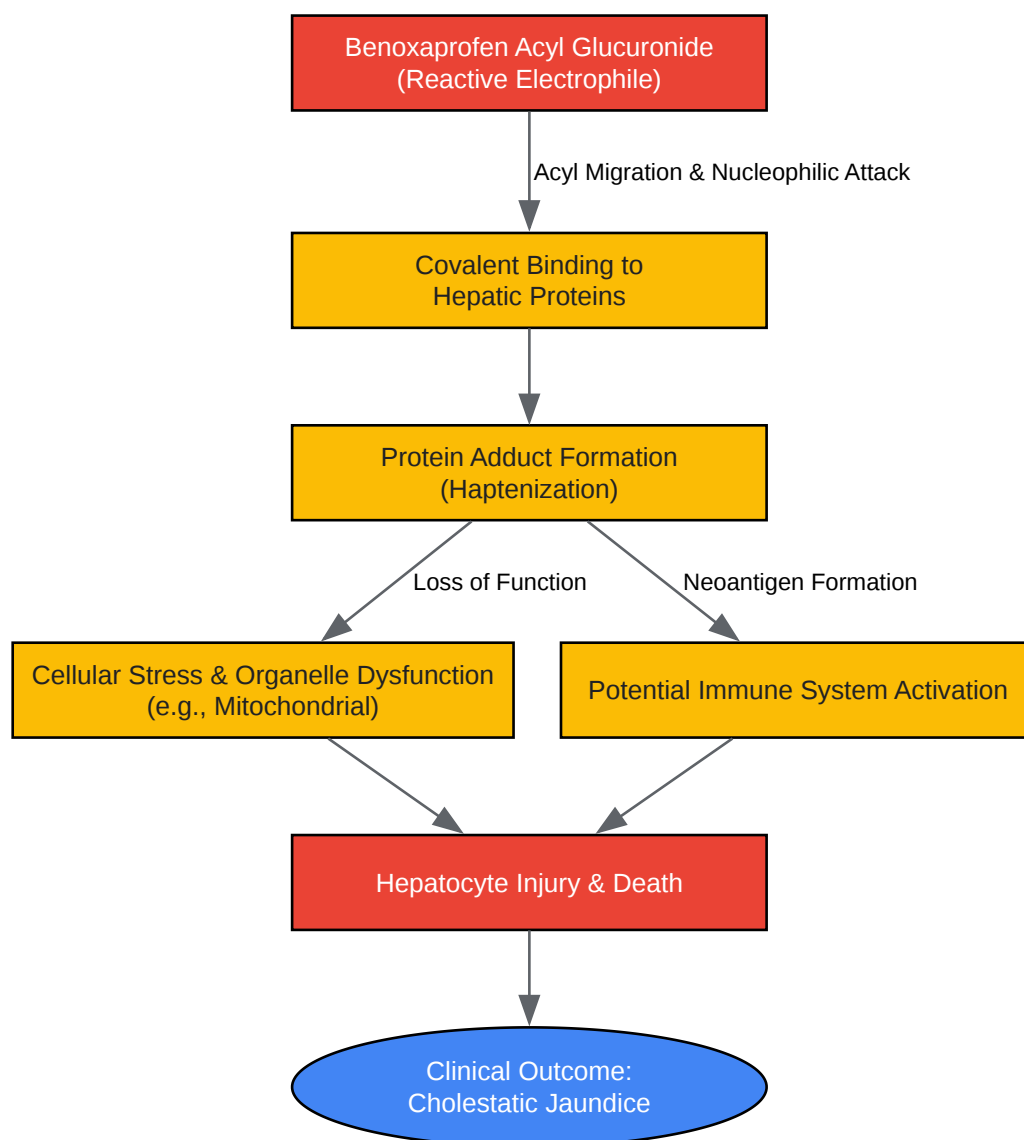 Benoxaprofen Acyl Glucuronide
(Reactive Electrophile)
Acyl Migration & Nucleophilic Attack
Covalent Binding to
Hepatic Proteins
Protein Adduct Formation
(Haptenization)
Loss of Function
Neoantigen Formation
Cellular Stress & Organelle Dysfunction
(e.g., Mitochondrial)
Potential Immune System Activation
Hepatocyte Injury & Death
Clinical Outcome:
Cholestatic Jaundice